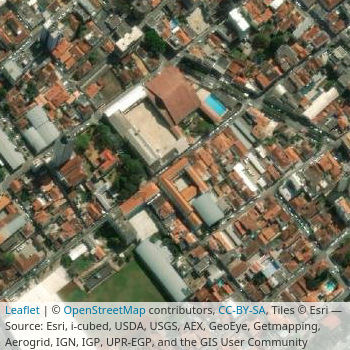 Leaflet | © OpenStreetMap contributors, CC-BY-SA, Tiles © Esri —
Source: Esri, i-cubed, USDA, USGS, AEX, GeoEye, Getmapping,
Aerogrid, IGN, IGP, UPR-EGP, and the GIS User Community